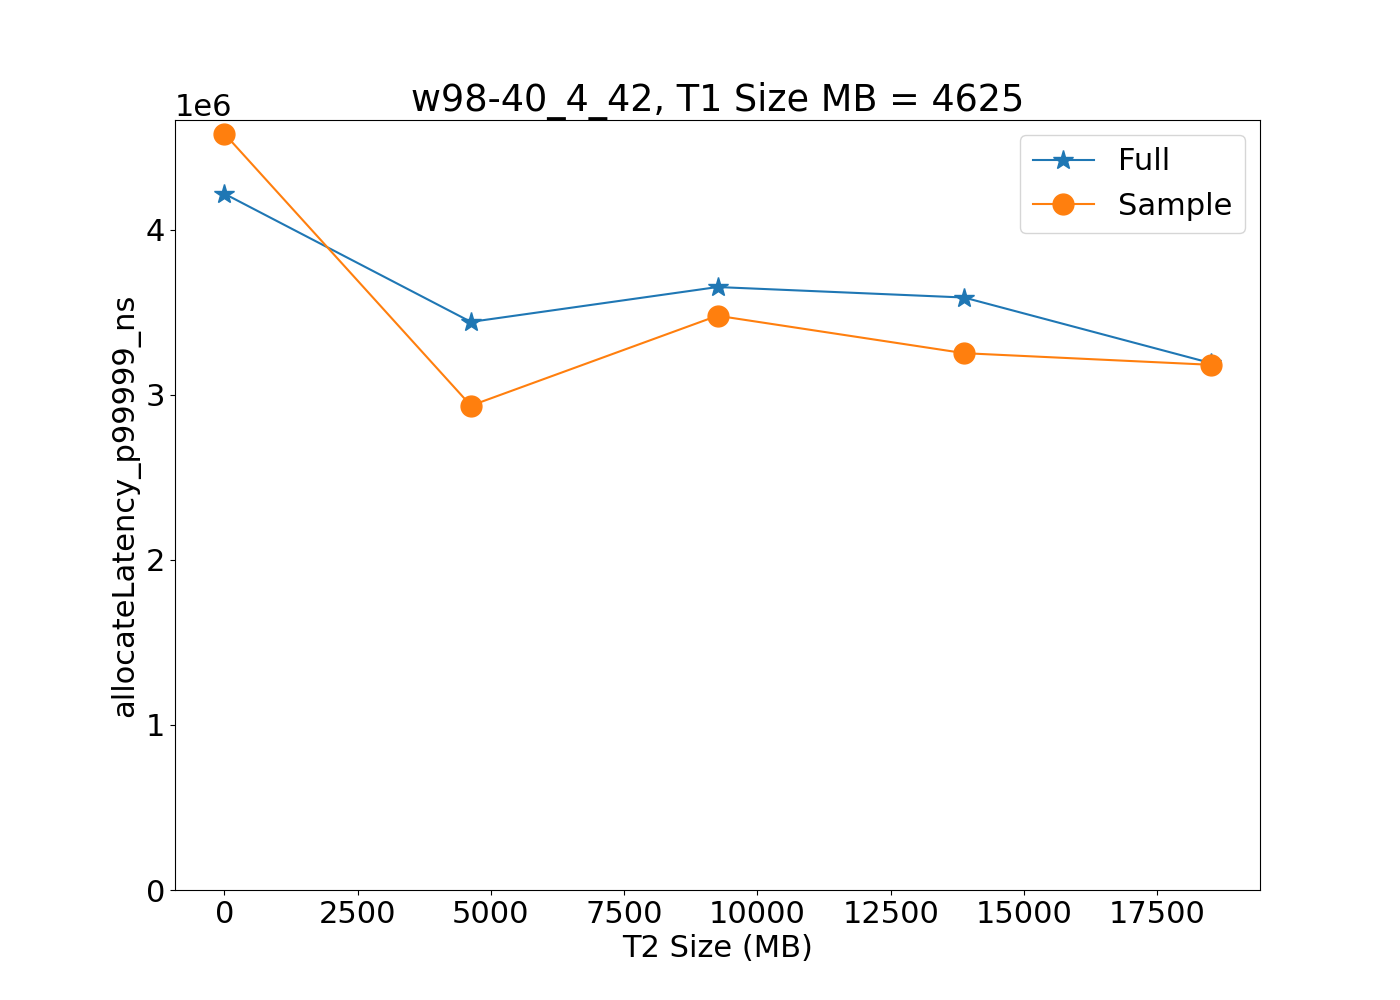 w98-40_4_42, T1 Size MB = 4625
1e6
Full
Sample
4
3
2
1
0
allocateLatency_p99999_ns
0 2500 5000 7500 10000 12500 15000 17500
T2 Size (MB)